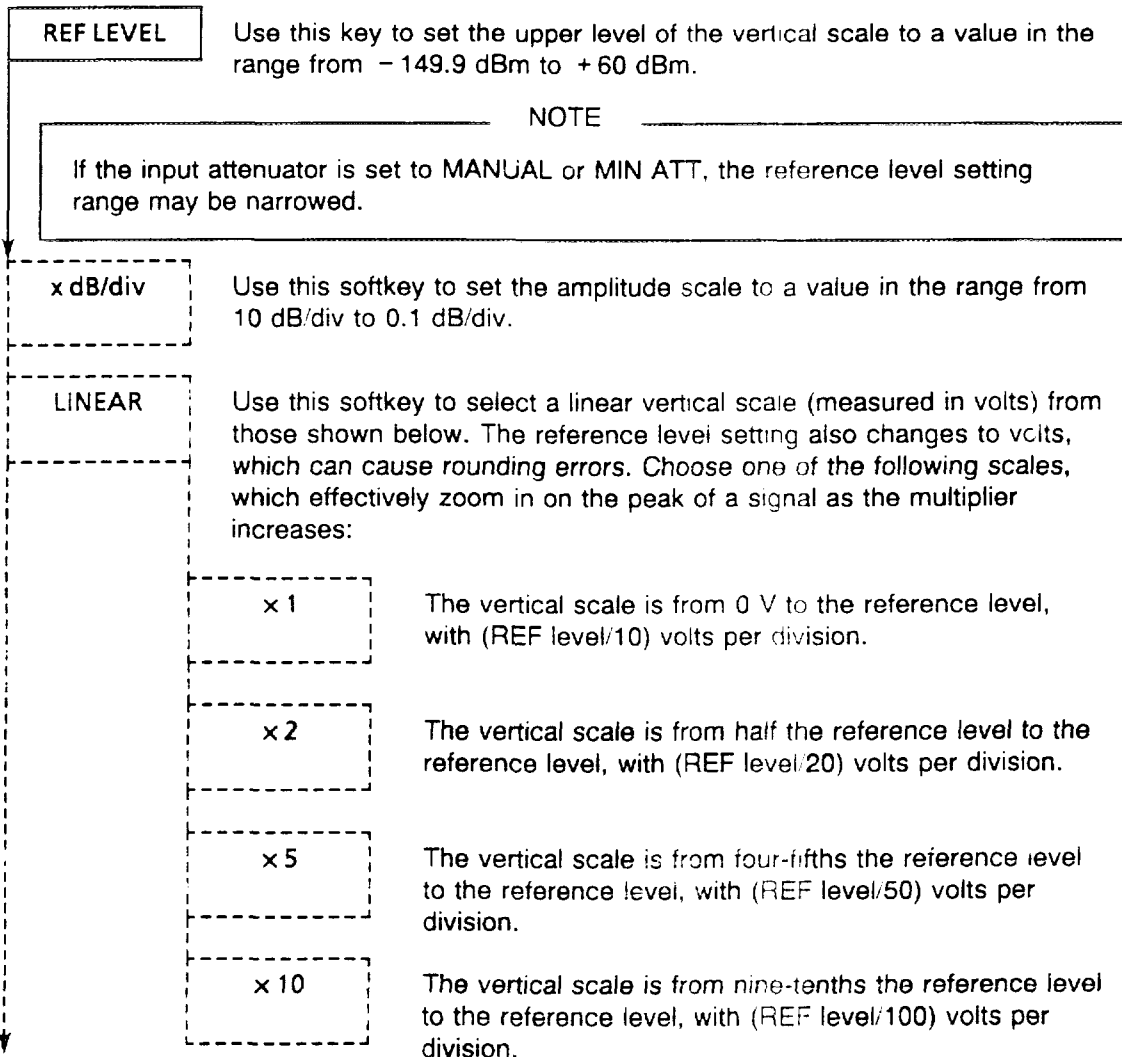 REF LEVEL Use this key to set the upper level of the vertical scale to a value in the
range from −149.9 dBm to +60 dBm.
NOTE
If the input attenuator is set to MANUAL or MIN ATT, the reference level setting
range may be narrowed.
x dB/div Use this softkey to set the amplitude scale to a value in the range from
10 dB/div to 0.1 dB/div.
LINEAR Use this softkey to select a linear vertical scale (measured in volts) from
those shown below. The reference level setting also changes to volts,
which can cause rounding errors. Choose one of the following scales,
which effectively zoom in on the peak of a signal as the multiplier
increases:
×1 The vertical scale is from 0 V to the reference level,
with (REF level/10) volts per division.
×2 The vertical scale is from half the reference level to the
reference level, with (REF level/20) volts per division.
×5 The vertical scale is from four-fifths the reference level
to the reference level, with (REF level/50) volts per
division.
×10 The vertical scale is from nine-tenths the reference level
to the reference level, with (REF level/100) volts per
division.